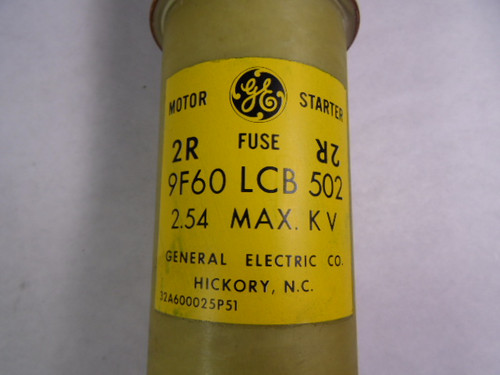 GE
MOTOR STARTER
2R FUSE 2R
9F60 LCB 502
2.54 MAX. KV
GENERAL ELECTRIC CO.
HICKORY, N.C.
32A600025P51